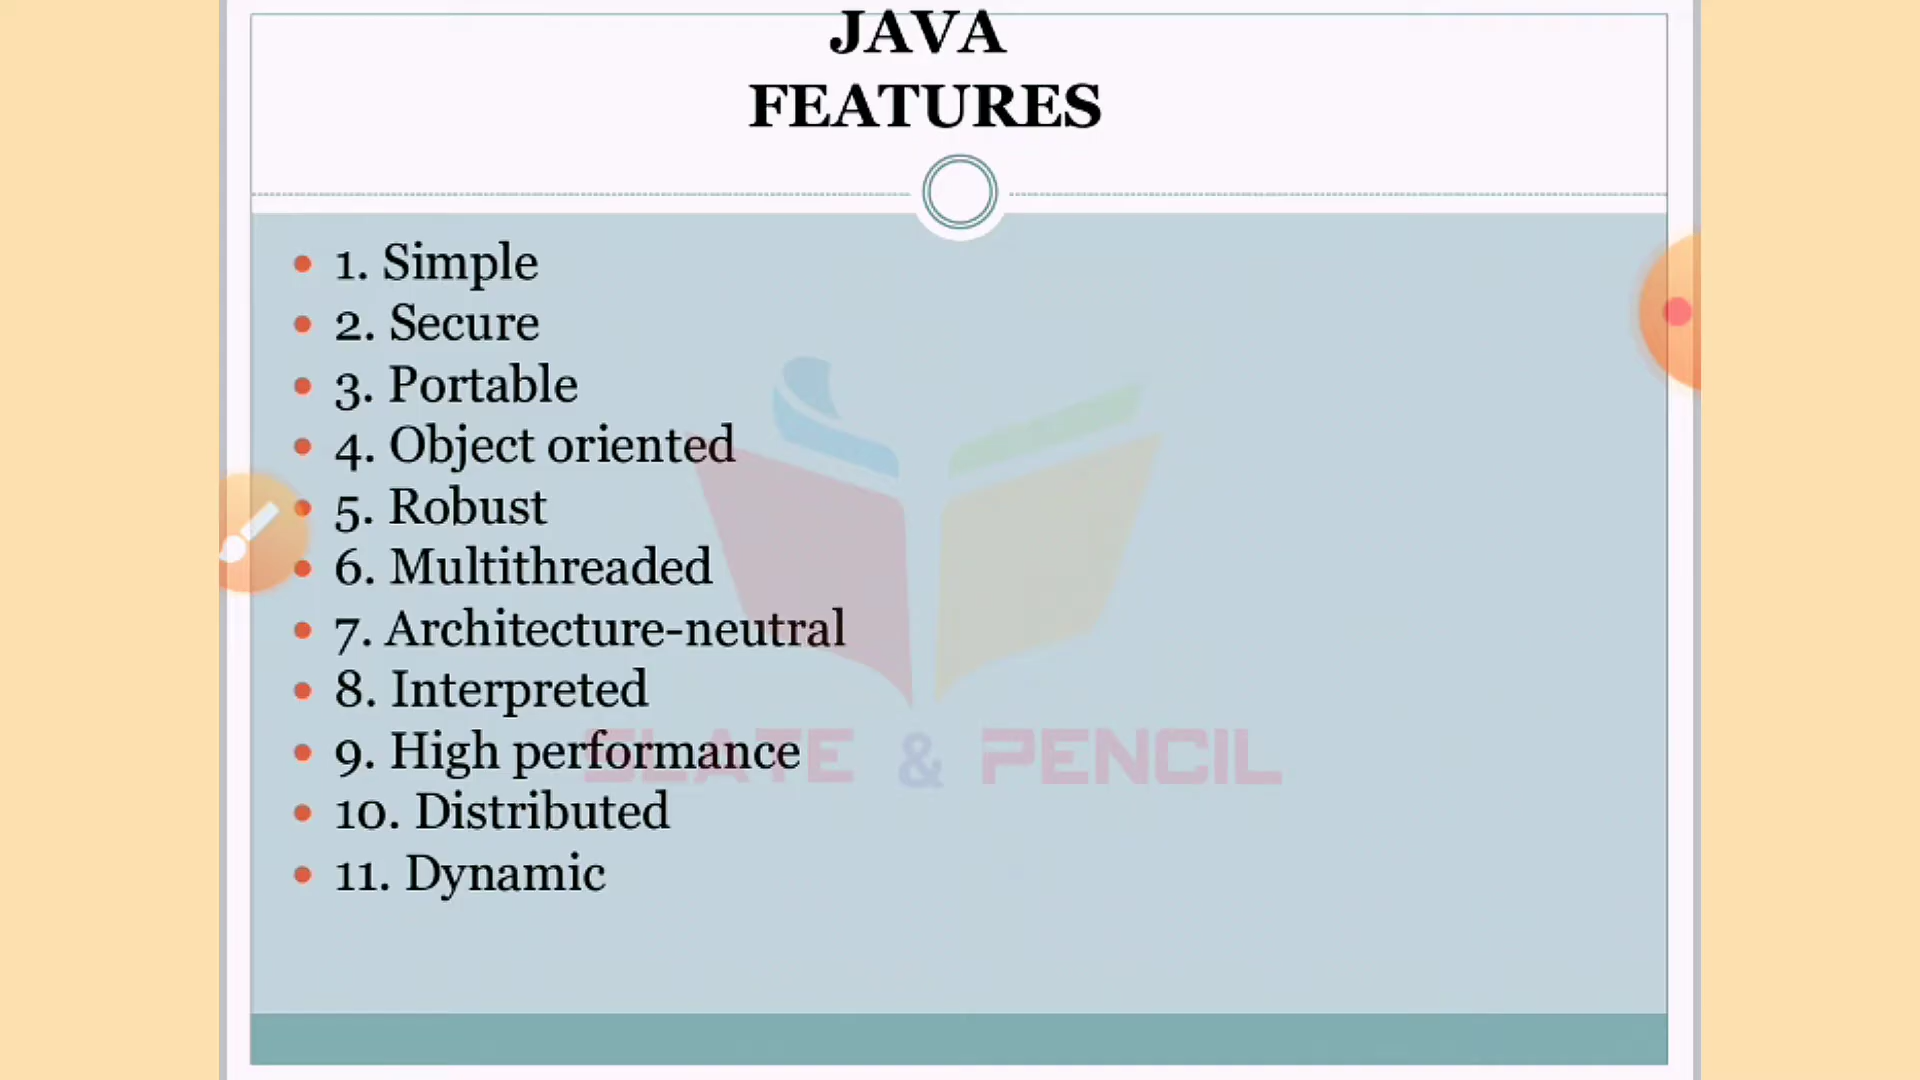 JAVA
FEATURES
• 1. Simple
• 2. Secure
• 3. Portable
• 4. Object oriented
• 5. Robust
• 6. Multithreaded
• 7. Architecture-neutral
• 8. Interpreted
• 9. High performance
• 10. Distributed
• 11. Dynamic
SLATE & PENCIL